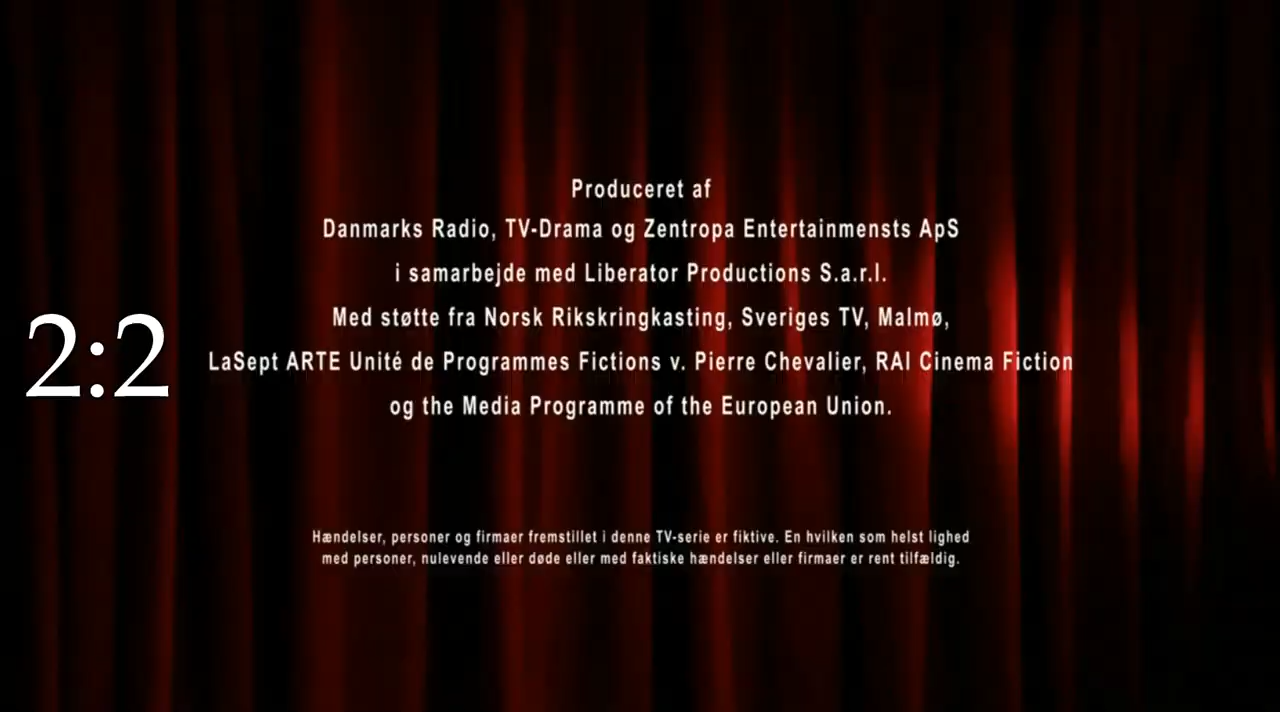 Produceret af
Danmarks Radio, TV-Drama og Zentropa Entertainmensts ApS
i samarbejde med Liberator Productions S.a.r.l.
Med støtte fra Norsk Rikskringkasting, Sveriges TV, Malmø,
2:2
LaSept ARTE Unité de Programmes Fictions v. Pierre Chevalier, RAI Cinema Fiction
og the Media Programme of the European Union.
Hændelser, personer og firmaer fremstillet i denne TV-serie er fiktive. En hvilken som helst lighed
med personer, nulevende eller døde eller med faktiske hændelser eller firmaer er rent tilfældig.